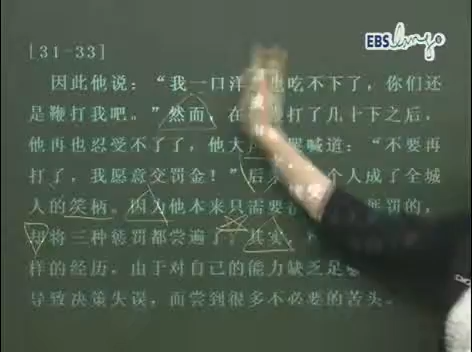 EBS lingo
[31-33]
因此他说：“我一口洋 也吃不下了，你们还
是鞭打我吧。”然而，在 打了几十下之后，
他再也忍受不了了，他大 喊道：“不要再
打了，我愿意交罚金！”后 个人成了全城
人的笑柄。因为他本来只需要 惩罚的，
却将三种惩罚都尝遍了。其实，
样的经历，由于对自己的能力缺乏足
导致决策失误，而尝到很多不必要的苦头。